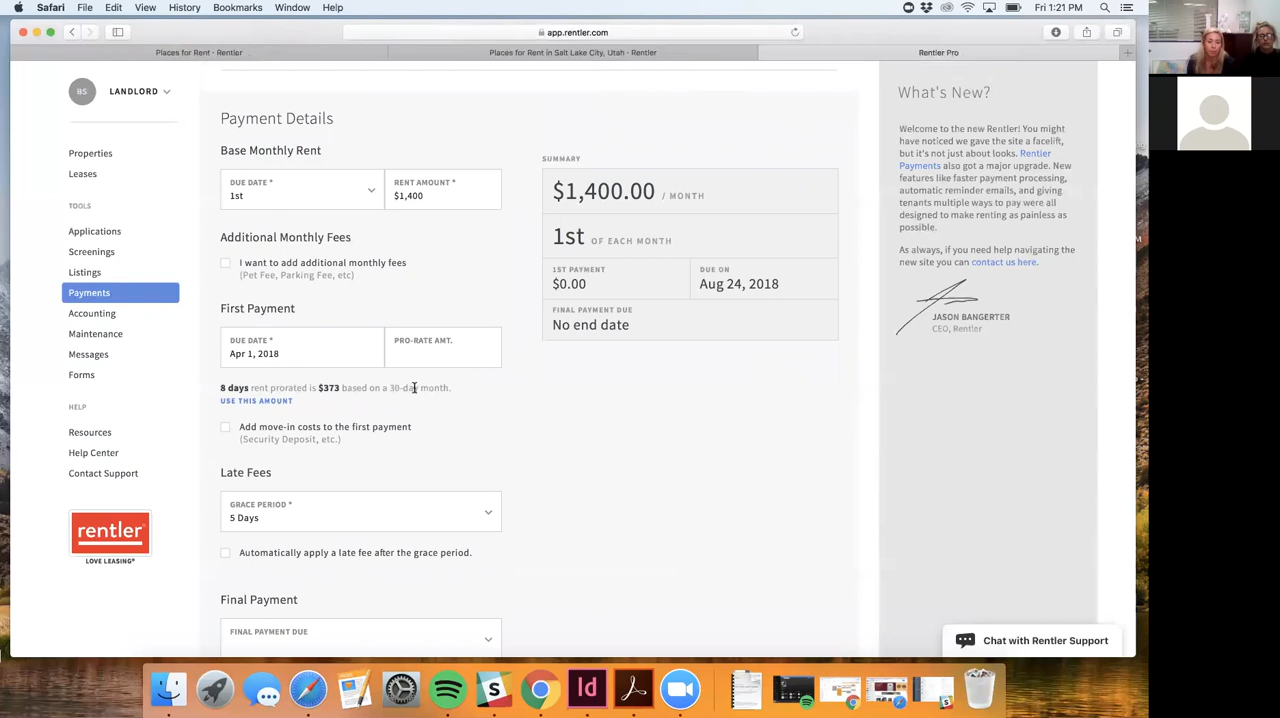 Safari File Edit View History Bookmarks Window Help
Fri 1:21 PM
app.rentler.com
Places for Rent - Rentler
Places for Rent in Salt Lake City, Utah - Rentler
Rentler Pro
BS LANDLORD
Properties
Leases
TOOLS
Applications
Screenings
Listings
Payments
Accounting
Maintenance
Messages
Forms
HELP
Resources
Help Center
Contact Support
rentler
LOVE LEASING®
Payment Details
Base Monthly Rent
DUE DATE *
1st
RENT AMOUNT *
$1,400
Additional Monthly Fees
I want to add additional monthly fees
(Pet Fee, Parking Fee, etc)
First Payment
DUE DATE *
Apr 1, 2018
PRO-RATE AMT.
8 days rent prorated is $373 based on a 30-day month.
USE THIS AMOUNT
Add move-in costs to the first payment
(Security Deposit, etc.)
Late Fees
GRACE PERIOD *
5 Days
Automatically apply a late fee after the grace period.
Final Payment
FINAL PAYMENT DUE
SUMMARY
$1,400.00 / MONTH
1st OF EACH MONTH
1ST PAYMENT
$0.00
DUE ON
Aug 24, 2018
FINAL PAYMENT DUE
No end date
What's New?
Welcome to the new Rentler! You might
have noticed we gave the site a facelift,
but it's not just about looks. Rentler
Payments also got a major upgrade. New
features like faster payment processing,
automatic reminder emails, and giving
tenants multiple ways to pay were all
designed to make renting as painless as
possible.
As always, if you need help navigating the
new site you can contact us here.
JASON BANGERTER
CEO, Rentler
Chat with Rentler Support
Id